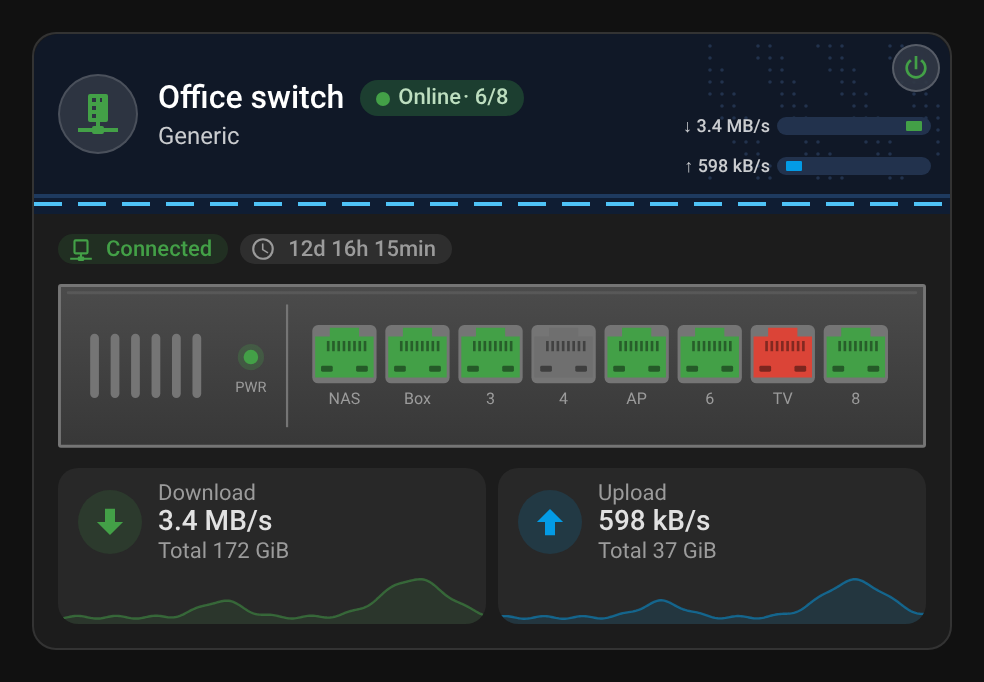 Office switch
Online · 6/8
Generic
↓ 3.4 MB/s
↑ 598 kB/s
Connected
12d 16h 15min
PWR
NAS
Box
3
4
AP
6
TV
8
Download
3.4 MB/s
Total 172 GiB
Upload
598 kB/s
Total 37 GiB